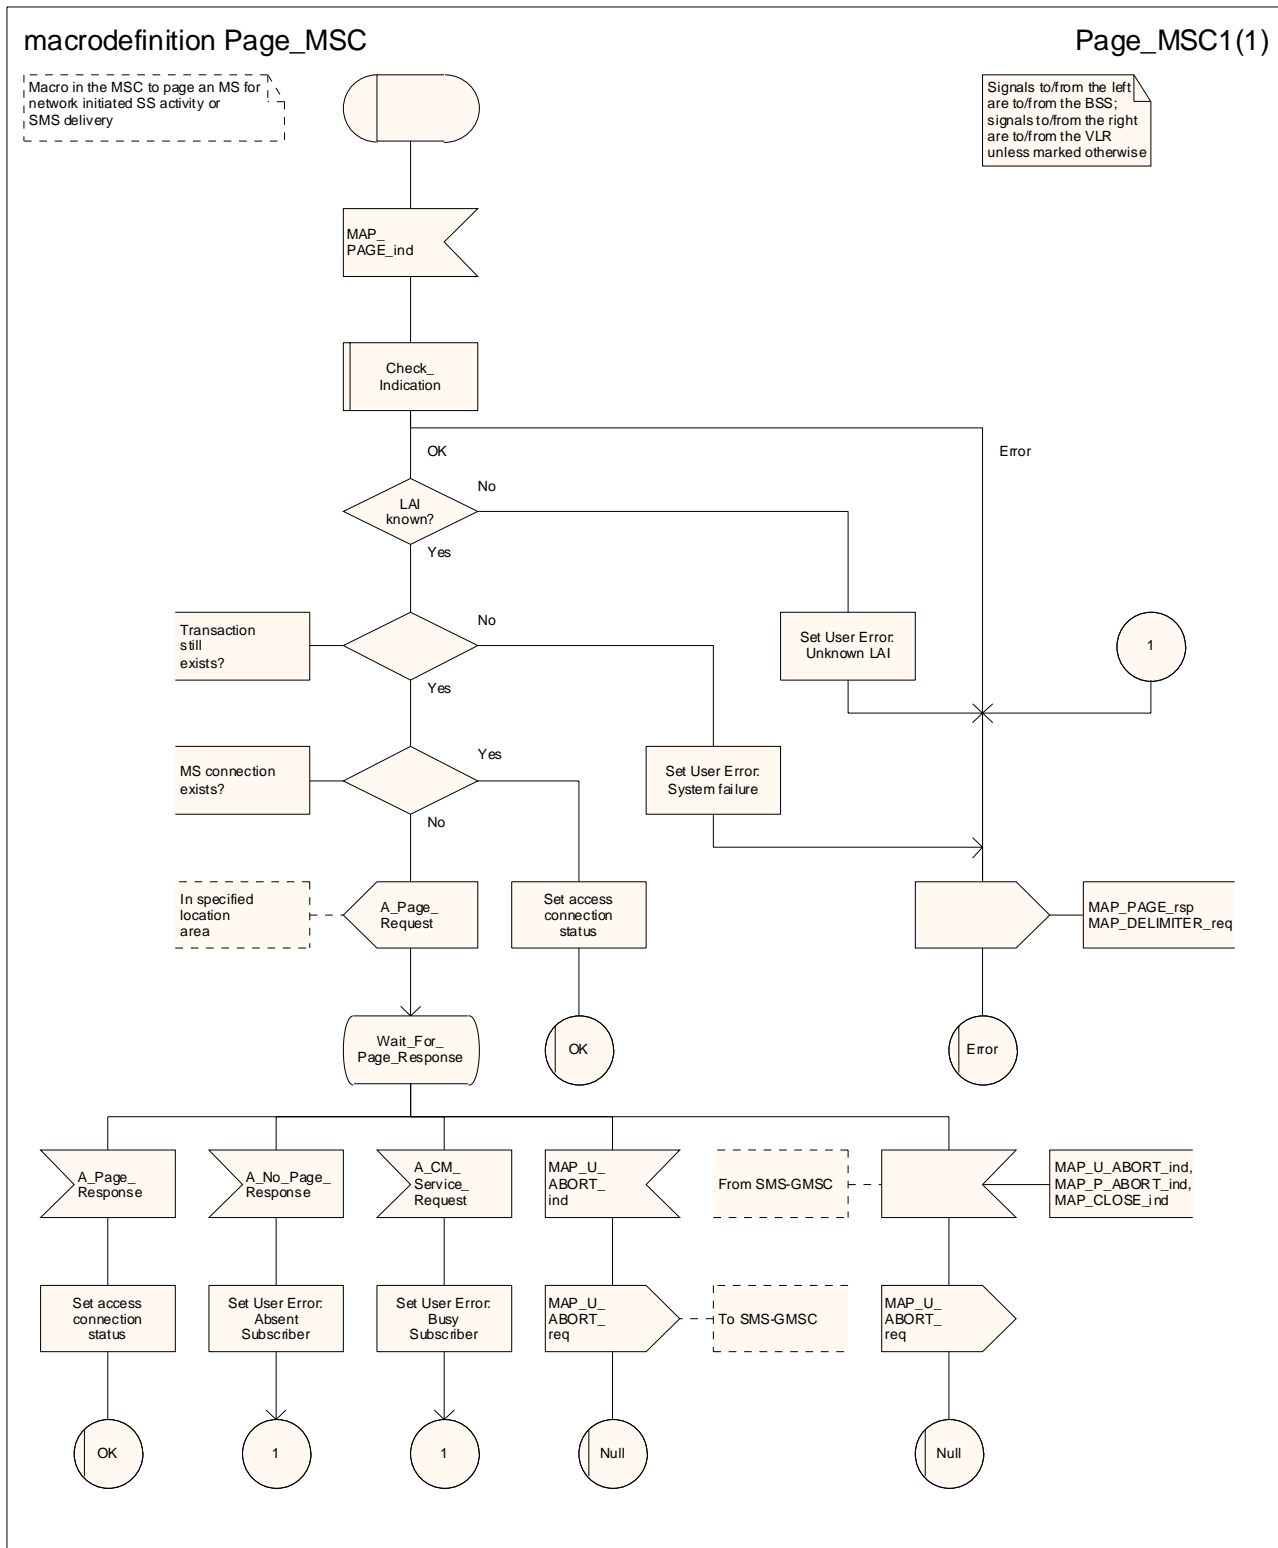 macrodefinition Page_MSC
Page_MSC1(1)
Macro in the MSC to page an MS for
network initiated SS activity or
SMS delivery
Signals to/from the left
are to/from the BSS;
signals to/from the right
are to/from the VLR
unless marked otherwise
MAP_
PAGE_ind
Check_
Indication
OK
Error
LAI
known?
No
Yes
Transaction
still
exists?
No
Yes
Set User Error:
Unknown LAI
1
MS connection
exists?
Yes
No
Set User Error:
System failure
In specified
location
area
A_Page_
Request
Set access
connection
status
MAP_PAGE_rsp
MAP_DELIMITER_req
Wait_For_
Page_Response
OK
Error
A_Page_
Response
A_No_Page_
Response
A_CM_
Service_
Request
MAP_U_
ABORT_
ind
From SMS-GMSC
MAP_U_ABORT_ind,
MAP_P_ABORT_ind,
MAP_CLOSE_ind
Set access
connection
status
Set User Error:
Absent
Subscriber
Set User Error:
Busy
Subscriber
MAP_U_
ABORT_
req
To SMS-GMSC
MAP_U_
ABORT_
req
OK
1
1
Null
Null